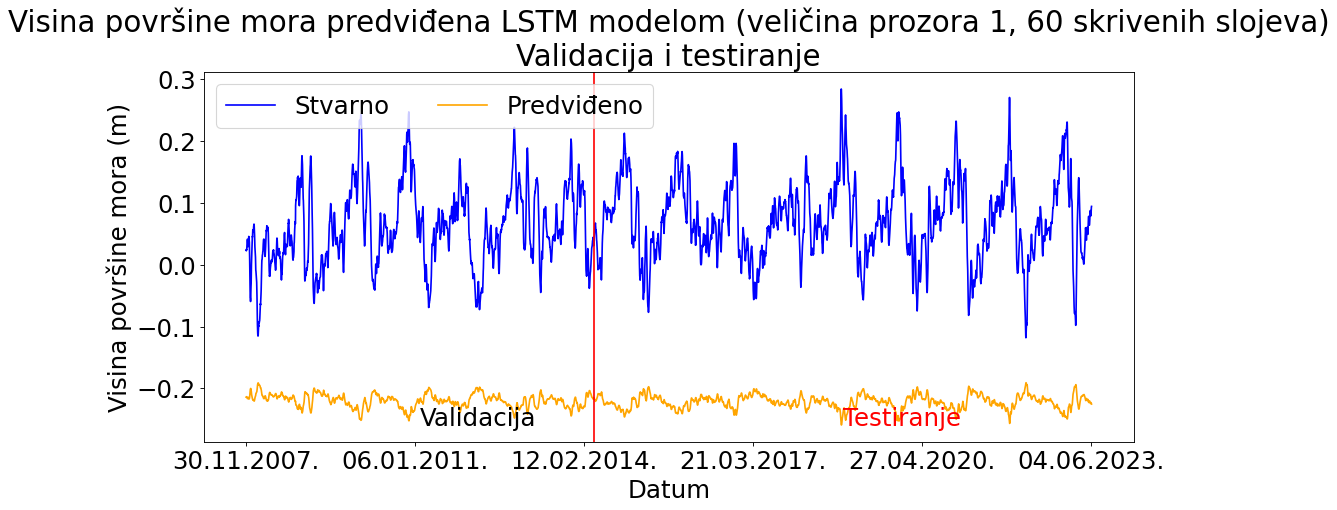 Visina površine mora predviđena LSTM modelom (veličina prozora 1, 60 skrivenih slojeva)
Validacija i testiranje
Stvarno
Predviđeno
Visina površine mora (m)
0.3
0.2
0.1
0.0
−0.1
−0.2
Validacija
Testiranje
30.11.2007.
06.01.2011.
12.02.2014.
21.03.2017.
27.04.2020.
04.06.2023.
Datum